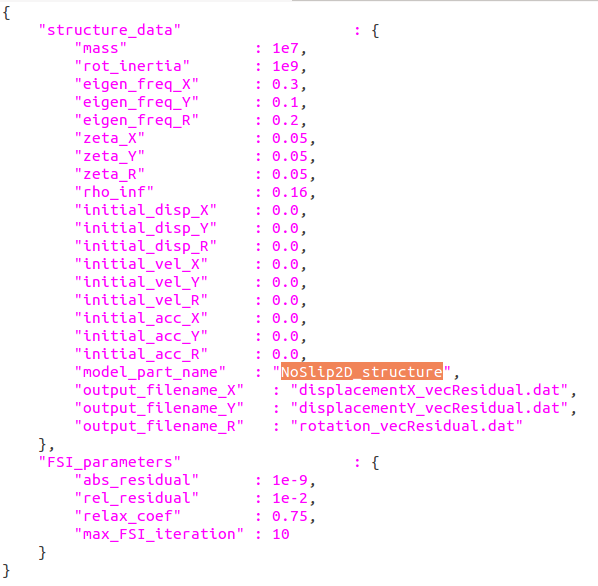 {
"structure_data" : {
"mass" : 1e7,
"rot_inertia" : 1e9,
"eigen_freq_X" : 0.3,
"eigen_freq_Y" : 0.1,
"eigen_freq_R" : 0.2,
"zeta_X" : 0.05,
"zeta_Y" : 0.05,
"zeta_R" : 0.05,
"rho_inf" : 0.16,
"initial_disp_X" : 0.0,
"initial_disp_Y" : 0.0,
"initial_disp_R" : 0.0,
"initial_vel_X" : 0.0,
"initial_vel_Y" : 0.0,
"initial_vel_R" : 0.0,
"initial_acc_X" : 0.0,
"initial_acc_Y" : 0.0,
"initial_acc_R" : 0.0,
"model_part_name" : "NoSlip2D_structure",
"output_filename_X" : "displacementX_vecResidual.dat",
"output_filename_Y" : "displacementY_vecResidual.dat",
"output_filename_R" : "rotation_vecResidual.dat"
},
"FSI_parameters" : {
"abs_residual" : 1e-9,
"rel_residual" : 1e-2,
"relax_coef" : 0.75,
"max_FSI_iteration" : 10
}
}